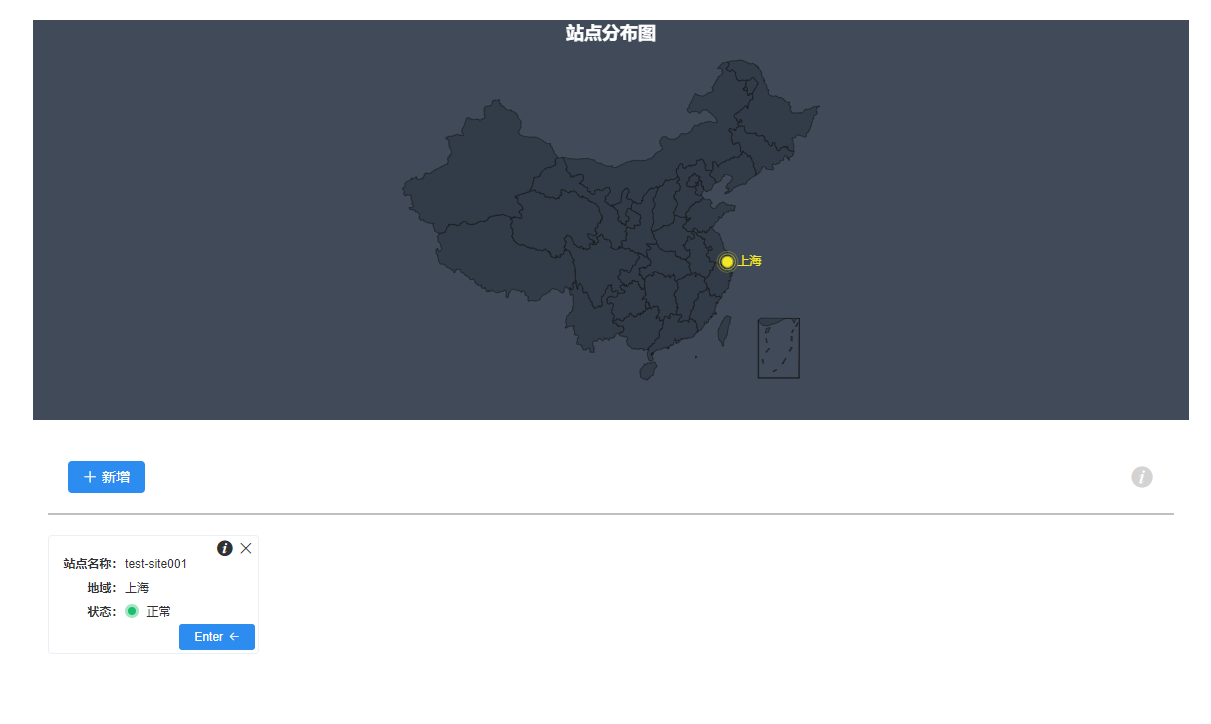 站点分布图
上海
新增
站点名称： test-site001
地域： 上海
状态： 正常
Enter